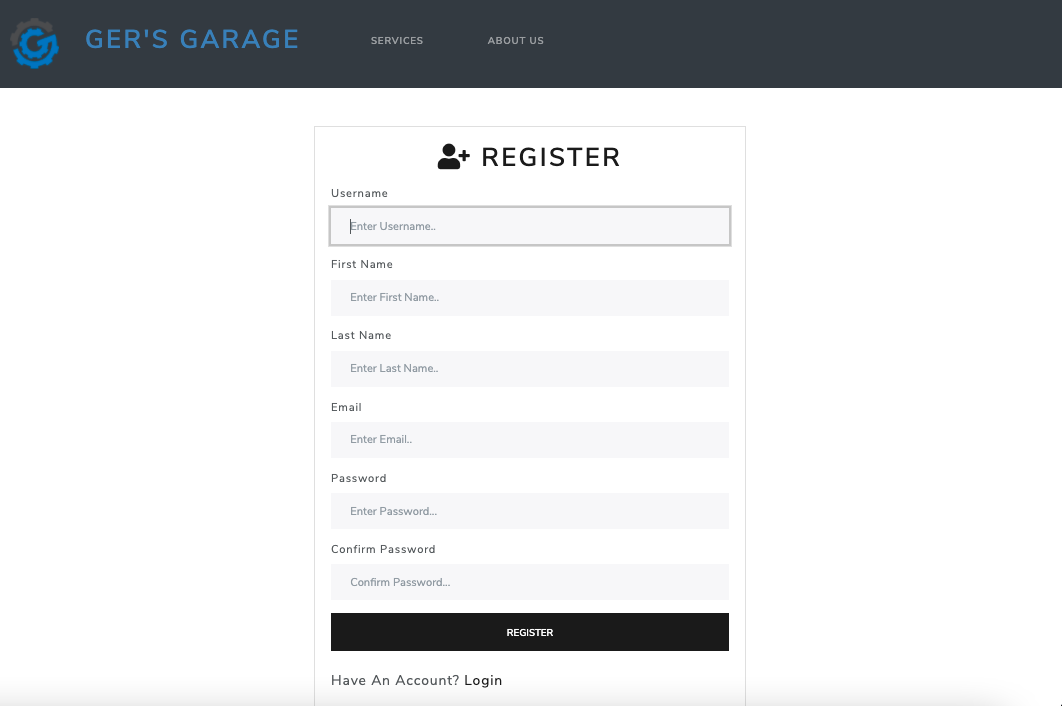 GER'S GARAGE SERVICES ABOUT US
REGISTER
Username
Enter Username..
First Name
Enter First Name..
Last Name
Enter Last Name..
Email
Enter Email..
Password
Enter Password...
Confirm Password
Confirm Password...
REGISTER
Have An Account? Login